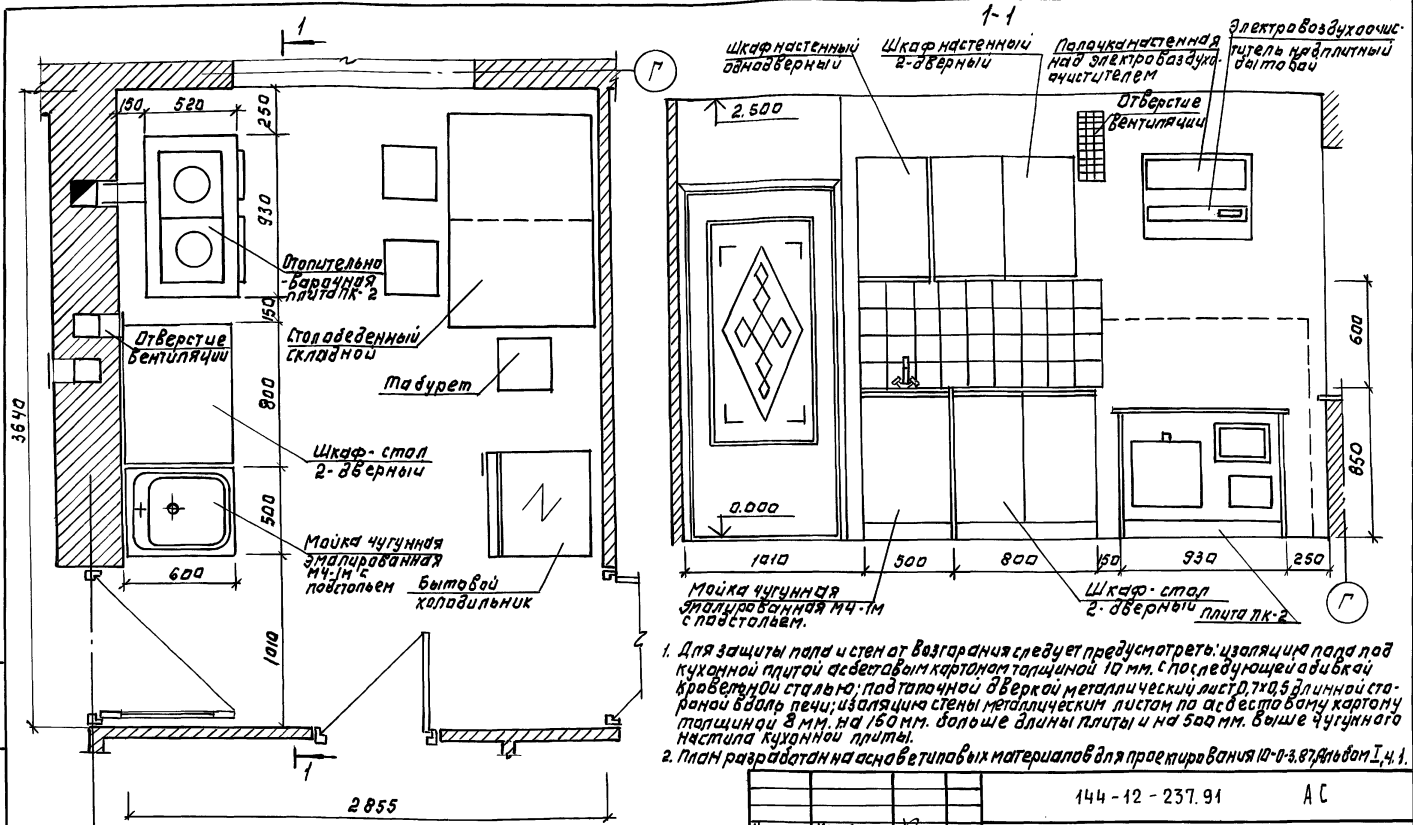 1
Г
150
520
250
930
Отопительно
-варочная
плита ПК-2
150
Отверстие
вентиляции
Стол обеденный
складной
Табурет
800
3640
Шкаф-стол
2-дверный
500
Мойка чугунная
эмалированная
МЧ-1М с
подстольем
600
Бытовой
холодильник
1010
1
2855
1-1
Шкаф настенный
однодверный
Шкаф настенный
2-дверный
Полочка настенная
над электровоздухо-
очистителем
Электровоздухоочис-
титель надплитный
бытовой
2.500
Отверстие
вентиляции
600
850
0.000
1010
500
800
150
930
250
Мойка чугунная
эмалированная МЧ-1М
с подстольем.
Шкаф-стол
2-дверный
Плита ПК-2
Г
1. Для защиты пола и стен от возгорания следует предусмотреть: изоляцию пола под
кухонной плитой асбестовым картоном толщиной 10 мм. с последующей обивкой
кровельной сталью; под топочной дверкой металлический лист 0,7х0,5 длинной сто-
роной вдоль печи; изоляцию стены металлическим листом по асбестовому картону
толщиной 8 мм. на 150 мм. больше длины плиты и на 500 мм. выше чугунного
настила кухонной плиты.
2. План разработан на основе типовых материалов для проектирования 10-0-3.87 Альбом I, ч.1.
144-12-237.91 АС